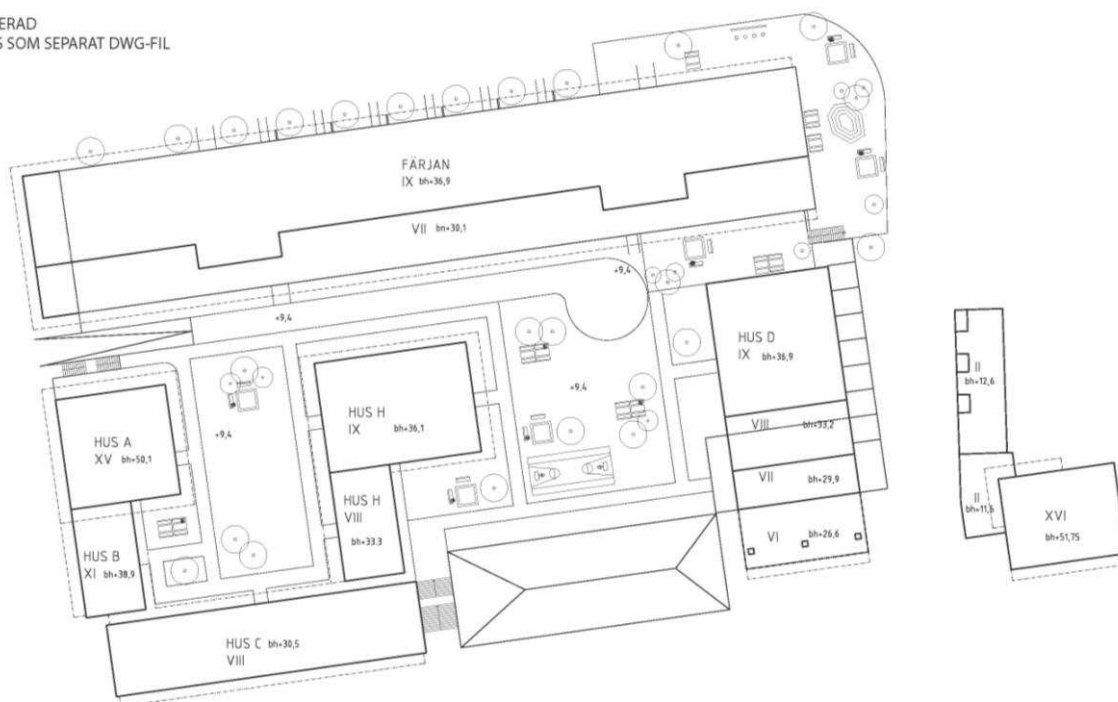 ERAD
S SOM SEPARAT DWG-FIL
FÄRJAN
IX bh+36,9
VII bh+30,1
+9,4
+9,4
HUS D
IX bh+36,9
II
bh+12,6
+9,4
HUS H
IX bh+36,1
+9,4
HUS A
XV bh+50,1
VIII bh+33,2
VII bh+29,9
HUS H
VIII
bh+33.3
II
bh+11,6
XVI
bh+51,75
VI bh+26,6
HUS B
XI bh+38,9
HUS C bh+30,5
VIII